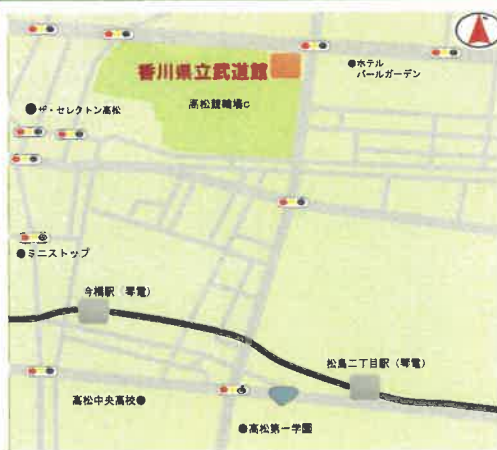 香川県立武道館
●ホテル
パールガーデン
高松競輪場C
●ザ・セレクトン高松
●ミニストップ
今橋駅（琴電）
松島二丁目駅（琴電）
高松中央高校●
●高松第一学園